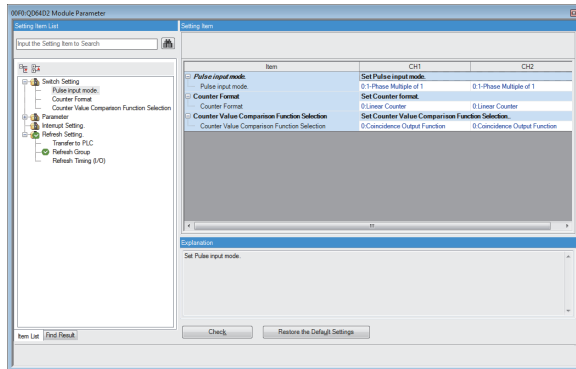 00F0:QD64D2 Module Parameter
Setting Item List
Input the Setting Item to Search
Switch Setting
Pulse input mode.
Counter Format
Counter Value Comparison Function Selection
Parameter
Interrupt Setting.
Refresh Setting.
Transfer to PLC.
Refresh Group
Refresh Timing (I/O)
Item List Find Result
Setting Item
Item CH1 CH2
Pulse input mode. Set Pulse input mode.
Pulse input mode. 0:1-Phase Multiple of 1 0:1-Phase Multiple of 1
Counter Format Set Counter format.
Counter Format 0:Linear Counter 0:Linear Counter
Counter Value Comparison Function Selection Set Counter Value Comparison Function Selection..
Counter Value Comparison Function Selection 0:Coincidence Output Function 0:Coincidence Output Function
Explanation
Set Pulse input mode.
Check Restore the Default Settings